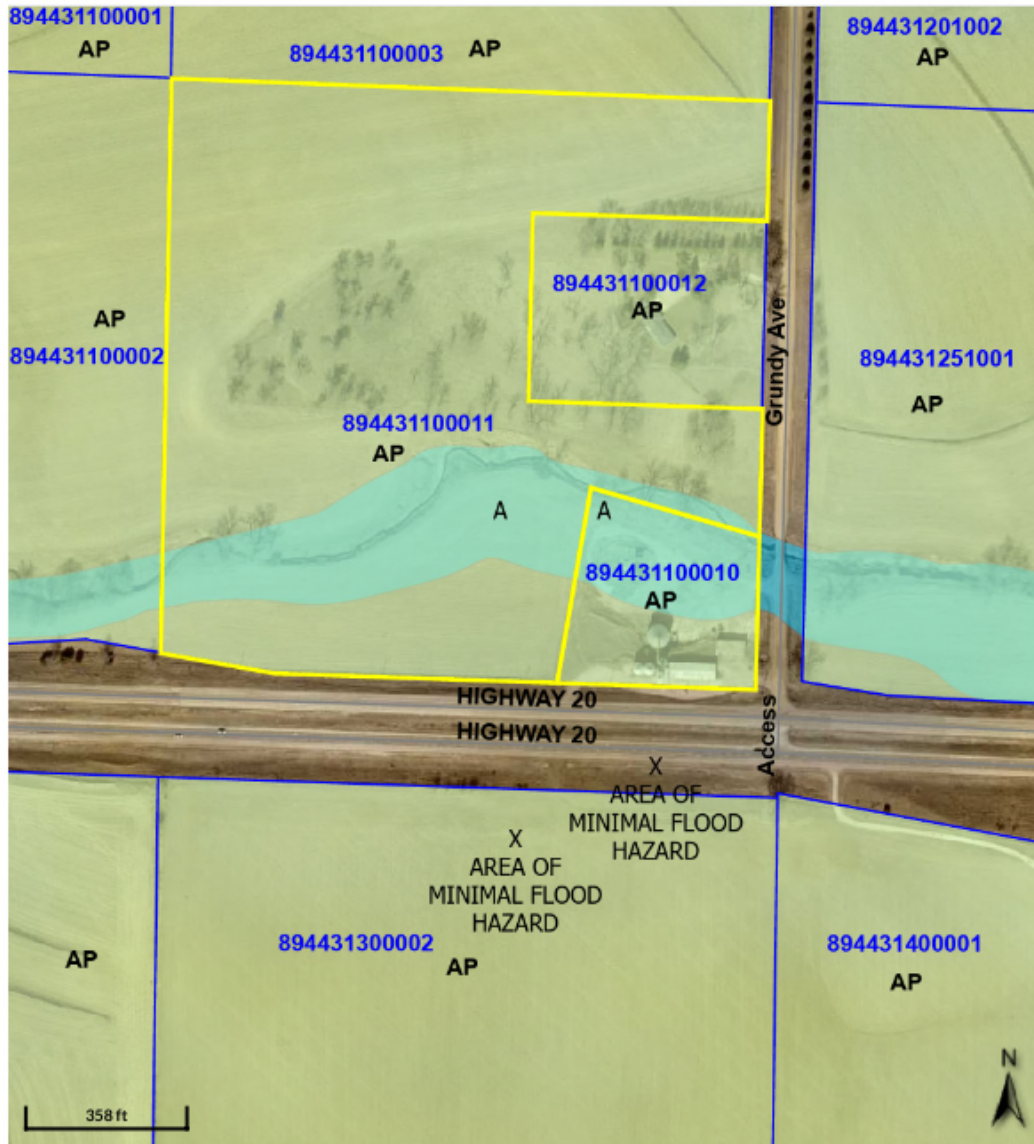 894431100001
AP
894431100003
AP
894431201002
AP
894431100012
AP
AP
894431100002
Grundy Ave
894431251001
AP
894431100011
AP
A
A
894431100010
AP
HIGHWAY 20
HIGHWAY 20
Access
X
AREA OF
MINIMAL FLOOD
HAZARD
X
AREA OF
MINIMAL FLOOD
HAZARD
894431300002
AP
894431400001
AP
AP
N
358 ft